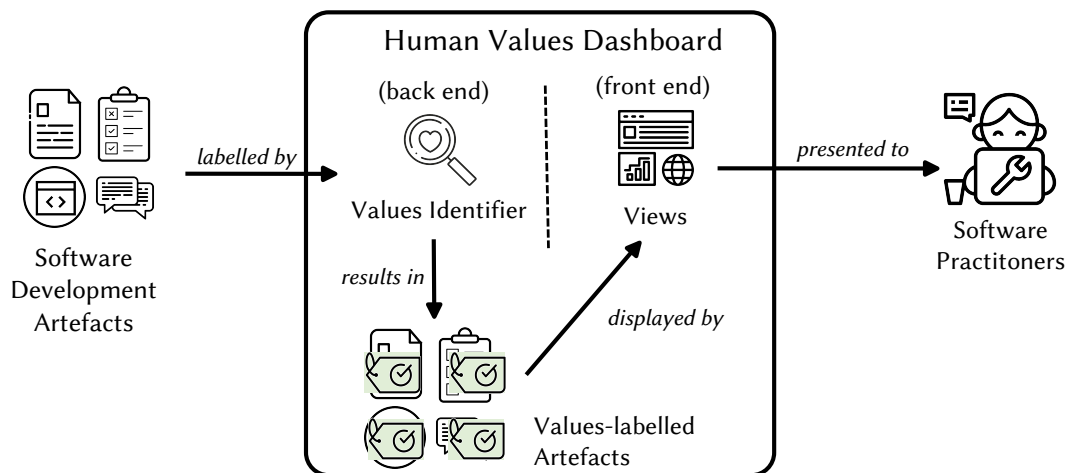 Human Values Dashboard
(back end)
(front end)
labelled by
presented to
Values Identifier
Views
Software
Development
Artefacts
Software
Practitoners
results in
displayed by
Values-labelled
Artefacts